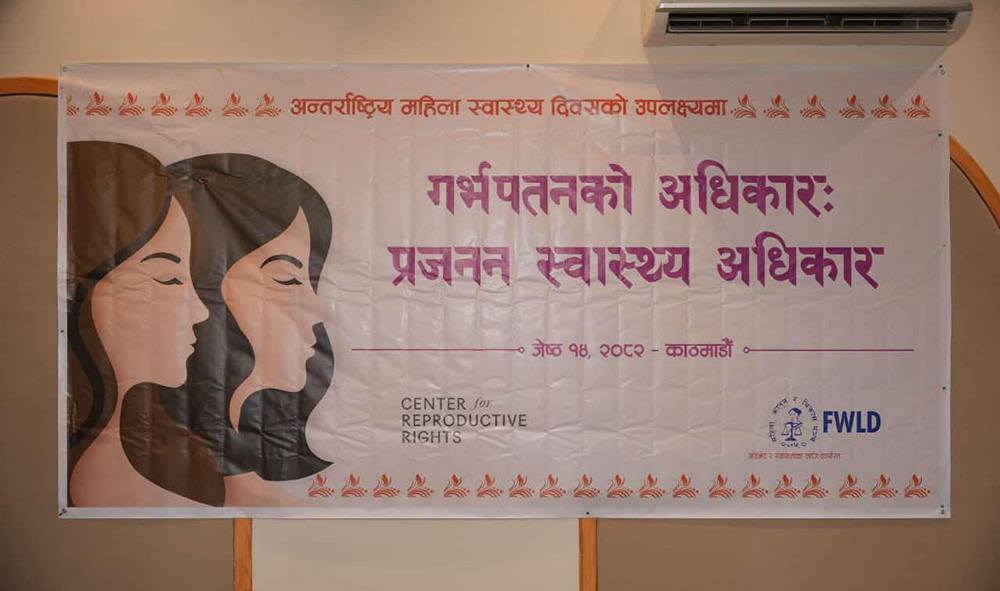 अन्तर्राष्ट्रिय महिला स्वास्थ्य दिवसको उपलक्ष्यमा
गर्भपतनको अधिकारः
प्रजनन स्वास्थ्य अधिकार
जेष्ठ १४, २०८२ - काठमाडौं
CENTER for
REPRODUCTIVE
RIGHTS
FWLD